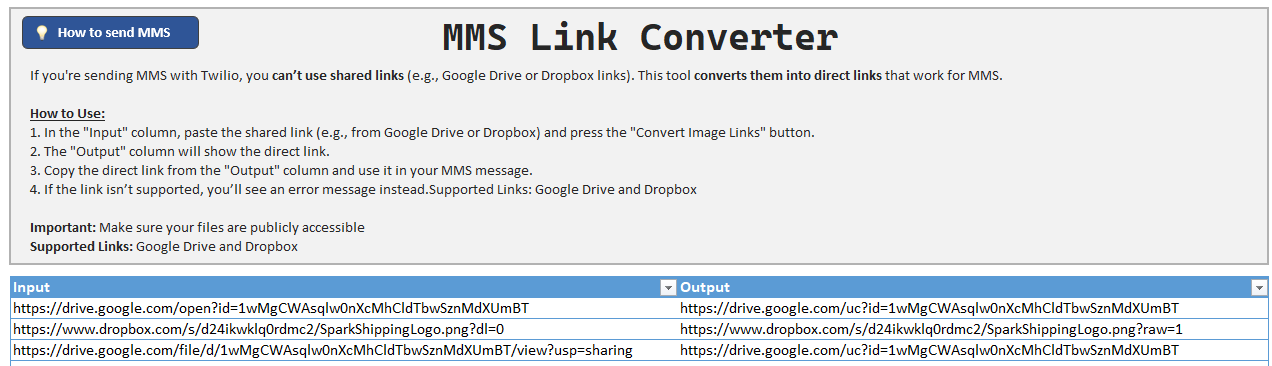 How to send MMS
MMS Link Converter
If you're sending MMS with Twilio, you can’t use shared links (e.g., Google Drive or Dropbox links). This tool converts them into direct links that work for MMS.
How to Use:
1. In the "Input" column, paste the shared link (e.g., from Google Drive or Dropbox) and press the "Convert Image Links" button.
2. The "Output" column will show the direct link.
3. Copy the direct link from the "Output" column and use it in your MMS message.
4. If the link isn’t supported, you’ll see an error message instead.Supported Links: Google Drive and Dropbox
Important: Make sure your files are publicly accessible
Supported Links: Google Drive and Dropbox
Input Output
https://drive.google.com/open?id=1wMgCWAsqlw0nXcMhCldTbwSznMdXUmBT https://drive.google.com/uc?id=1wMgCWAsqlw0nXcMhCldTbwSznMdXUmBT
https://www.dropbox.com/s/d24ikwklq0rdmc2/SparkShippingLogo.png?dl=0 https://www.dropbox.com/s/d24ikwklq0rdmc2/SparkShippingLogo.png?raw=1
https://drive.google.com/file/d/1wMgCWAsqlw0nXcMhCldTbwSznMdXUmBT/view?usp=sharing https://drive.google.com/uc?id=1wMgCWAsqlw0nXcMhCldTbwSznMdXUmBT